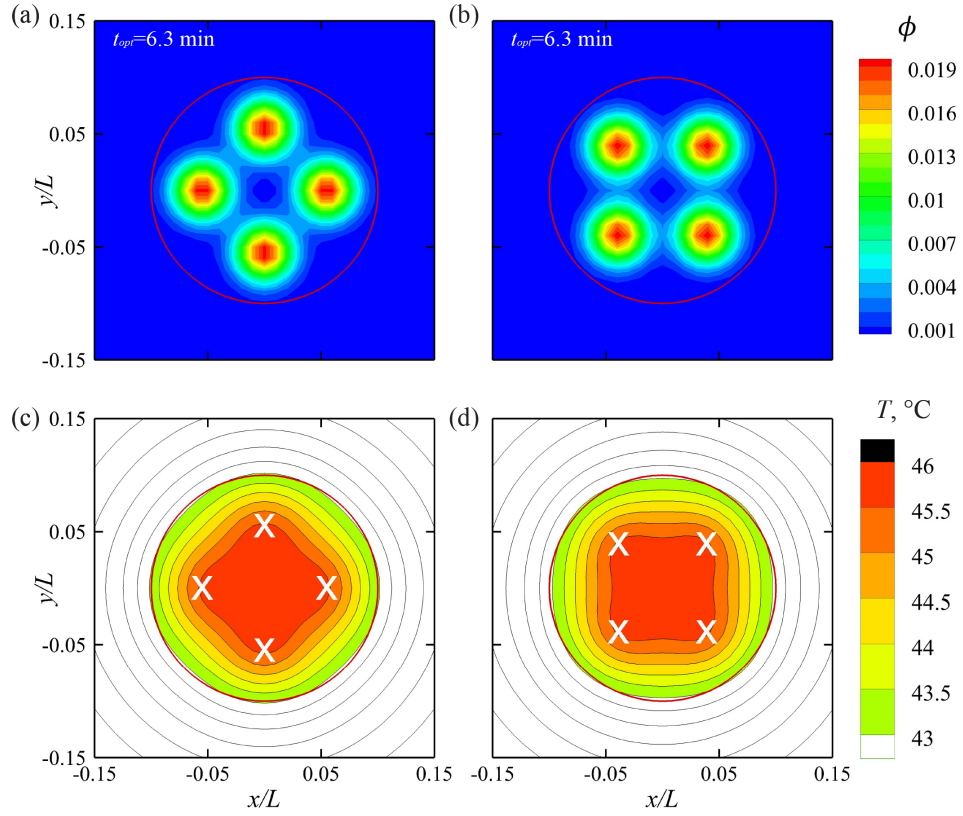 (a)
(b)
0.15
t_opt=6.3 min
t_opt=6.3 min
ϕ
0.05
y/L
-0.05
-0.15
0.019
0.016
0.013
0.01
0.007
0.004
0.001
(c)
(d)
0.15
0.05
y/L
-0.05
-0.15
X
X
X
X
X
X
X
X
T, °C
46
45.5
45
44.5
44
43.5
43
-0.15
-0.05
0.05
0.15
-0.15
-0.05
0.05
0.15
x/L
x/L